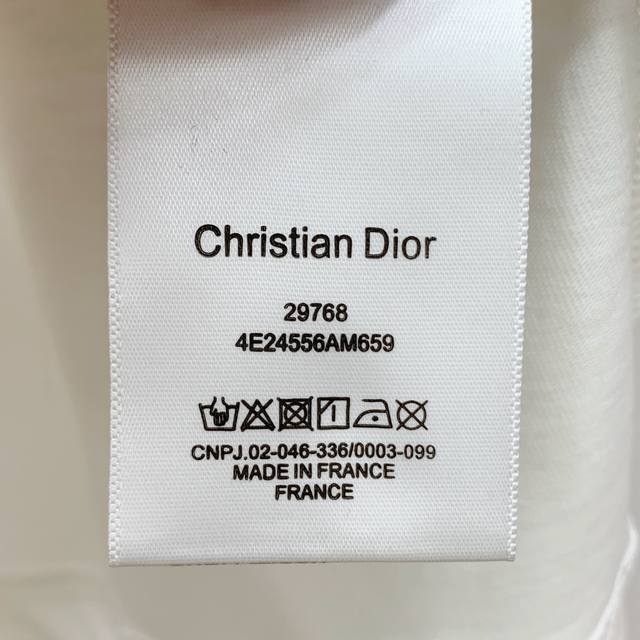 Christian Dior
29768
4E24556AM659
CNPJ.02-046-336/0003-099
MADE IN FRANCE
FRANCE